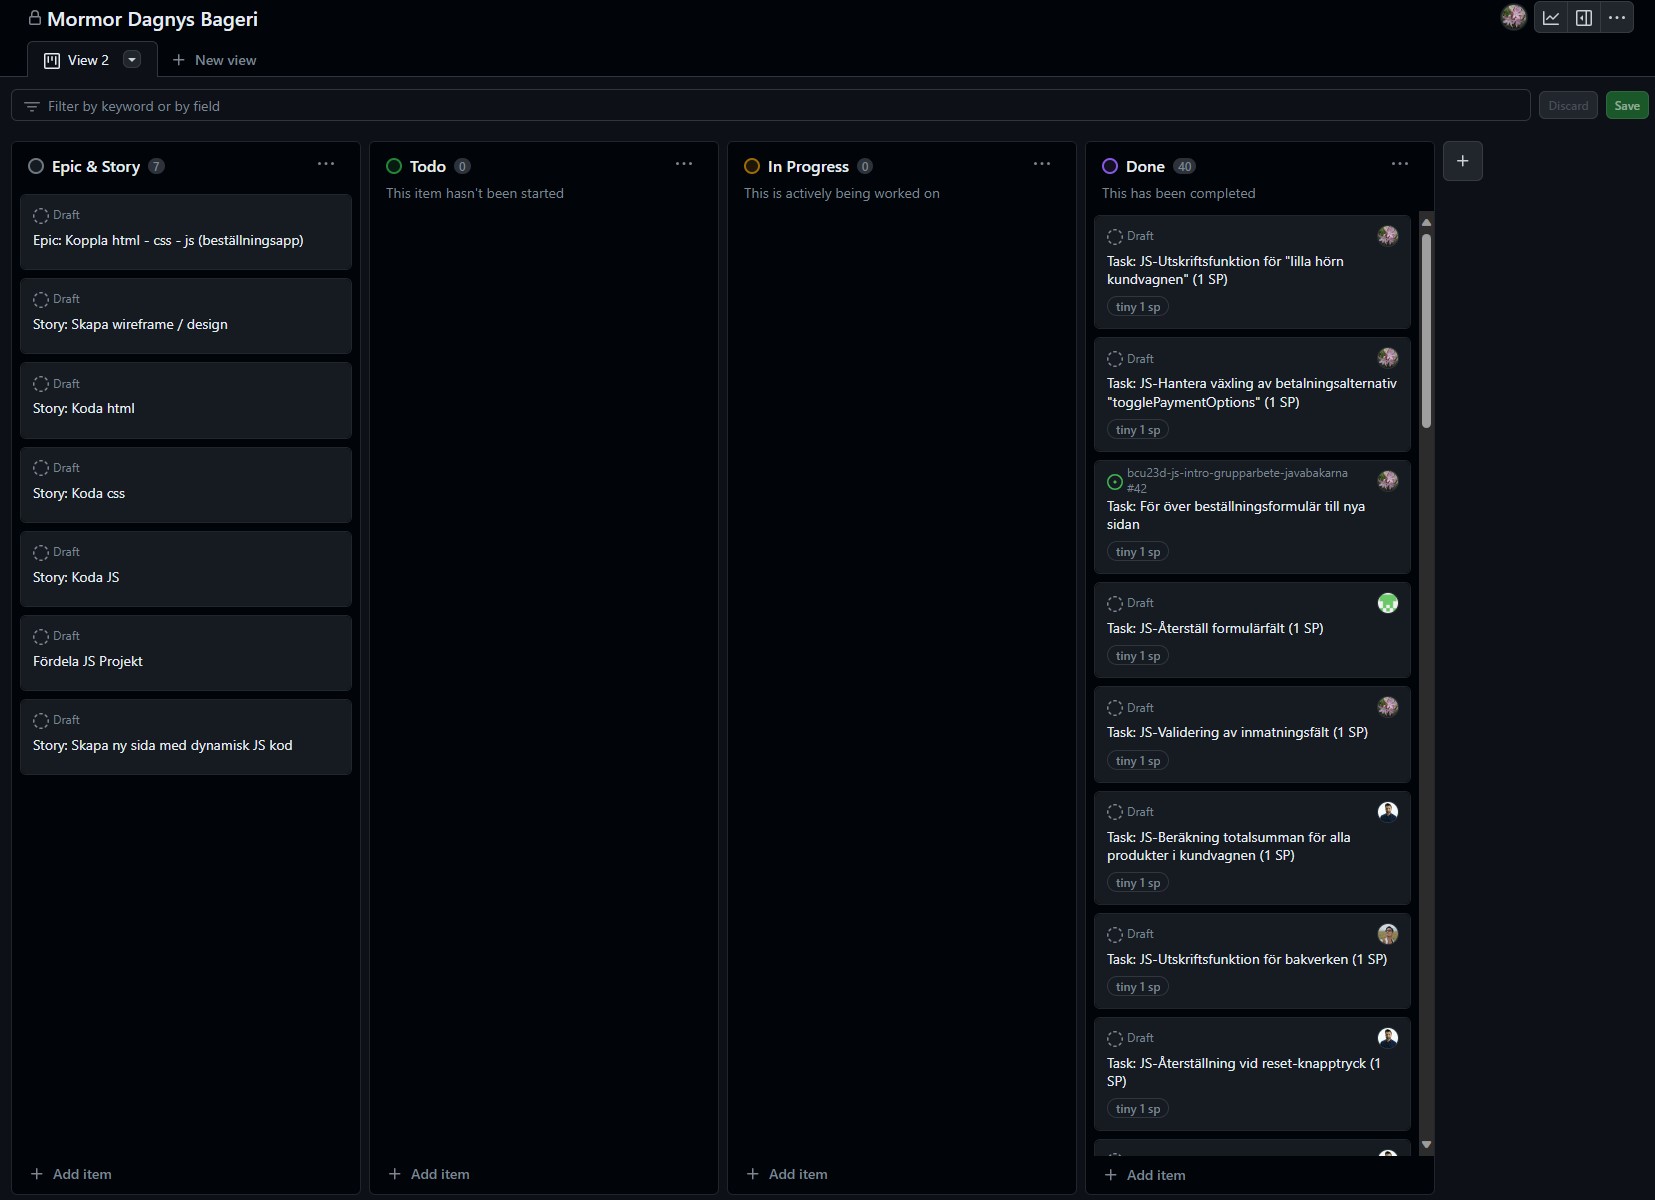 Mormor Dagnys Bageri
View 2
New view
Filter by keyword or by field
Discard
Save
Epic & Story 7
Draft
Epic: Koppla html - css - js (beställningsapp)
Draft
Story: Skapa wireframe / design
Draft
Story: Koda html
Draft
Story: Koda css
Draft
Story: Koda JS
Draft
Fördela JS Projekt
Draft
Story: Skapa ny sida med dynamisk JS kod
Add item
Todo 0
This item hasn't been started
Add item
In Progress 0
This is actively being worked on
Add item
Done 40
This has been completed
Draft
Task: JS-Utskriftsfunktion för "lilla hörn
kundvagnen" (1 SP)
tiny 1 sp
Draft
Task: JS-Hantera växling av betalningsalternativ
"togglePaymentOptions" (1 SP)
tiny 1 sp
bcu23d-js-intro-grupparbete-javabakarna
#42
Task: För över beställningsformulär till nya
sidan
tiny 1 sp
Draft
Task: JS-Återställ formulärfält (1 SP)
tiny 1 sp
Draft
Task: JS-Validering av inmatningsfält (1 SP)
tiny 1 sp
Draft
Task: JS-Beräkning totalsumman för alla
produkter i kundvagnen (1 SP)
tiny 1 sp
Draft
Task: JS-Utskriftsfunktion för bakverken (1 SP)
tiny 1 sp
Draft
Task: JS-Återställning vid reset-knapptryck (1
SP)
tiny 1 sp
Add item